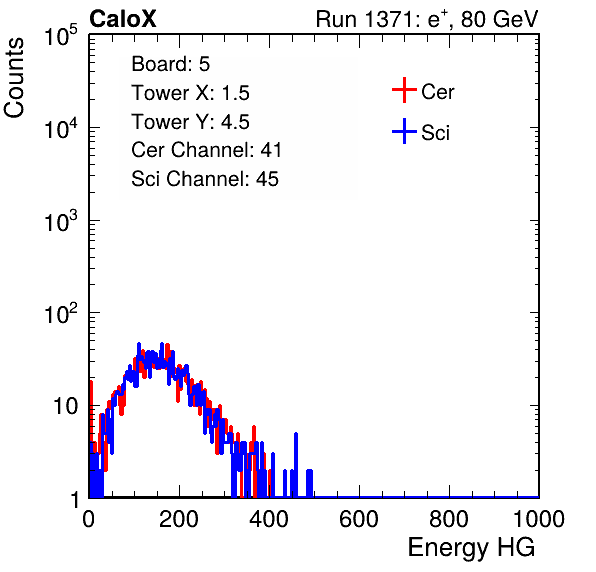 CaloX Run 1371: e⁺, 80 GeV
Counts
10⁵
10⁴
10³
10²
10
1
Board: 5
Tower X: 1.5
Tower Y: 4.5
Cer Channel: 41
Sci Channel: 45
Cer
Sci
0 200 400 600 800 1000
Energy HG